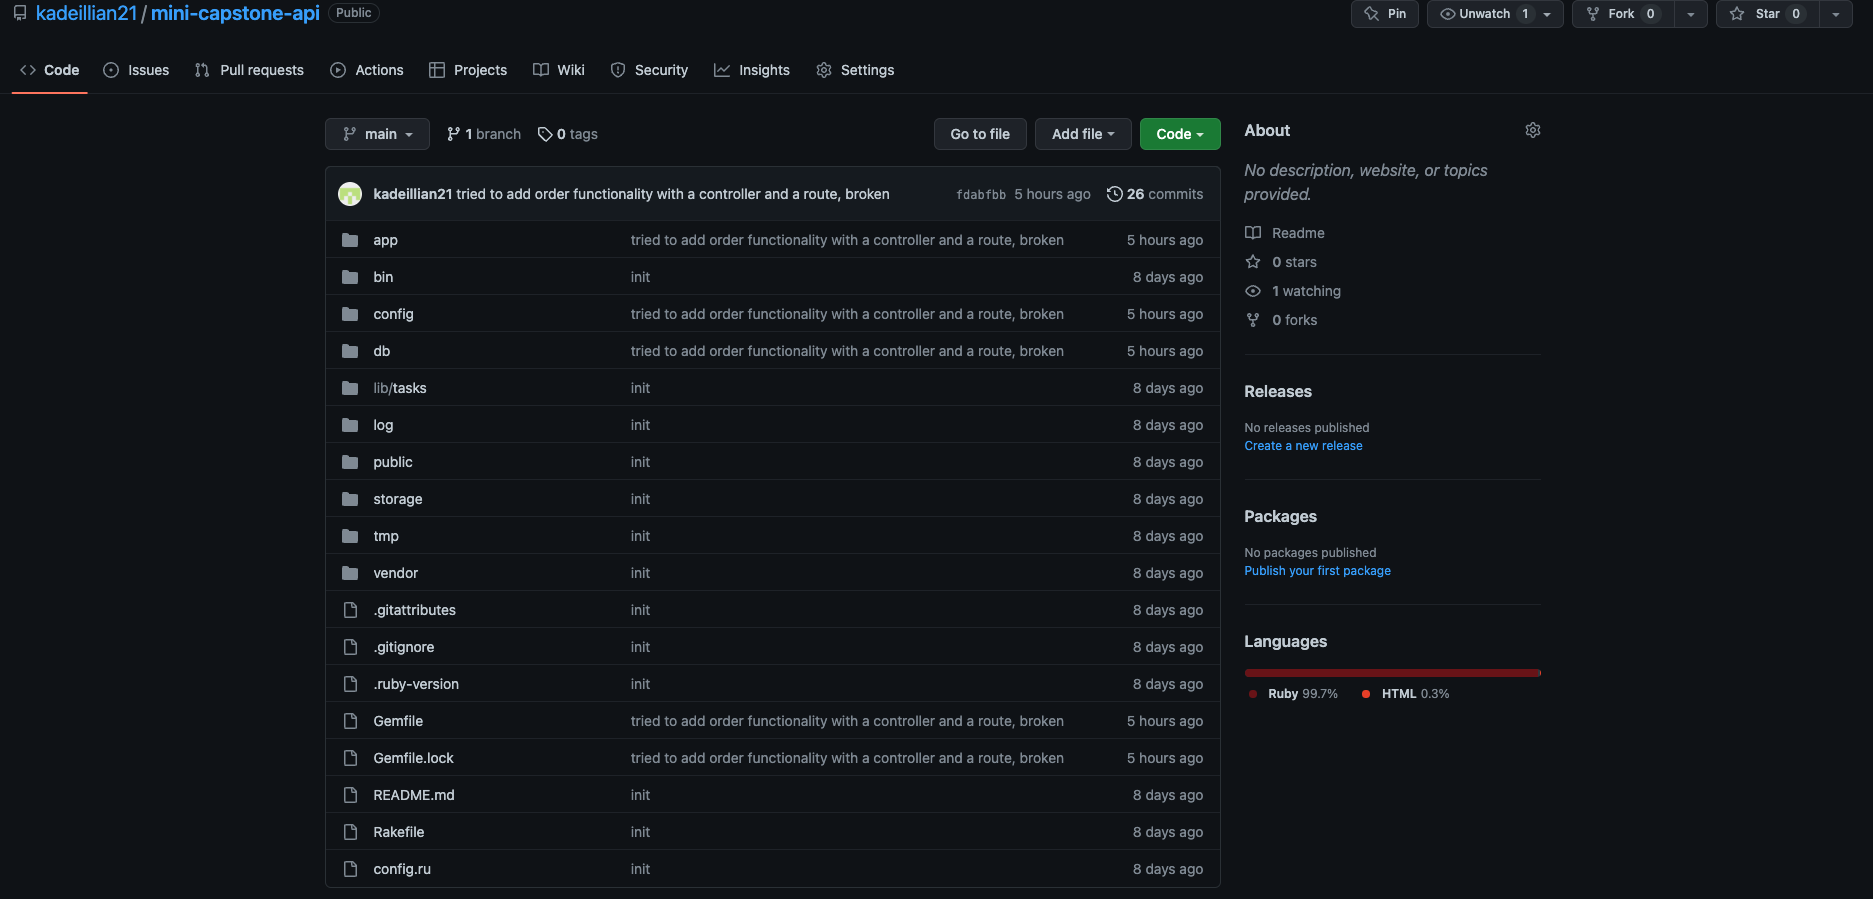 kadeillian21 / mini-capstone-api Public
Pin Unwatch 1 Fork 0 Star 0
Code Issues Pull requests Actions Projects Wiki Security Insights Settings
main 1 branch 0 tags Go to file Add file Code
kadeillian21 tried to add order functionality with a controller and a route, broken fdabfbb 5 hours ago 26 commits
app tried to add order functionality with a controller and a route, broken 5 hours ago
bin init 8 days ago
config tried to add order functionality with a controller and a route, broken 5 hours ago
db tried to add order functionality with a controller and a route, broken 5 hours ago
lib/tasks init 8 days ago
log init 8 days ago
public init 8 days ago
storage init 8 days ago
tmp init 8 days ago
vendor init 8 days ago
.gitattributes init 8 days ago
.gitignore init 8 days ago
.ruby-version init 8 days ago
Gemfile tried to add order functionality with a controller and a route, broken 5 hours ago
Gemfile.lock tried to add order functionality with a controller and a route, broken 5 hours ago
README.md init 8 days ago
Rakefile init 8 days ago
config.ru init 8 days ago
About
No description, website, or topics
provided.
Readme
0 stars
1 watching
0 forks
Releases
No releases published
Create a new release
Packages
No packages published
Publish your first package
Languages
Ruby 99.7% HTML 0.3%